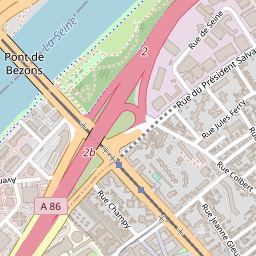 La Seine
Pont de
Bezons
2
Rue de Seine
Rue du Président Salva
Rue Jules Ferry
2b
Rue Colbert
A 86
Rue Champy
Rue Jeanne Gleu